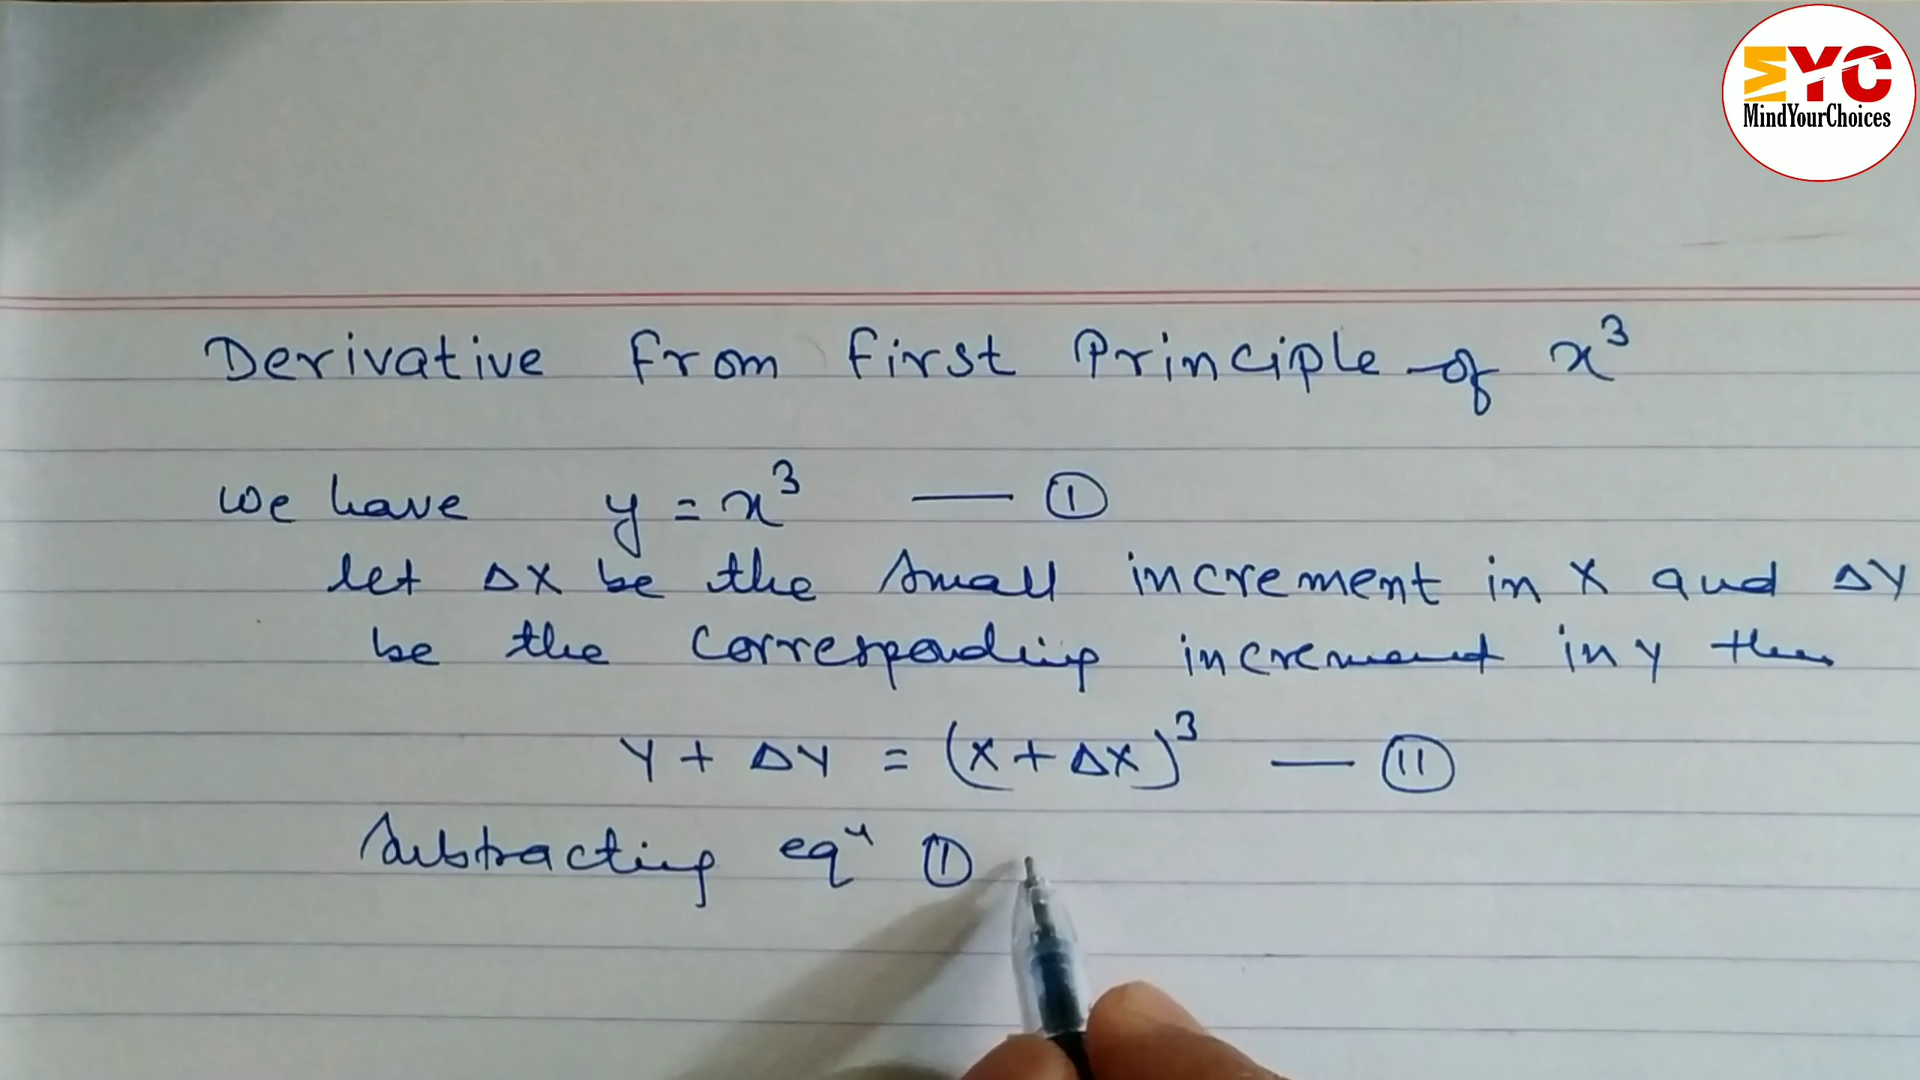 MYC
MindYourChoices
Derivative from first Principle of x³
we have y = x³ — ①
let Δx be the small increment in x and Δy
be the corresponding increment in y then
y + Δy = (x + Δx)³ — ⑪
Subtracting eqⁿ ①